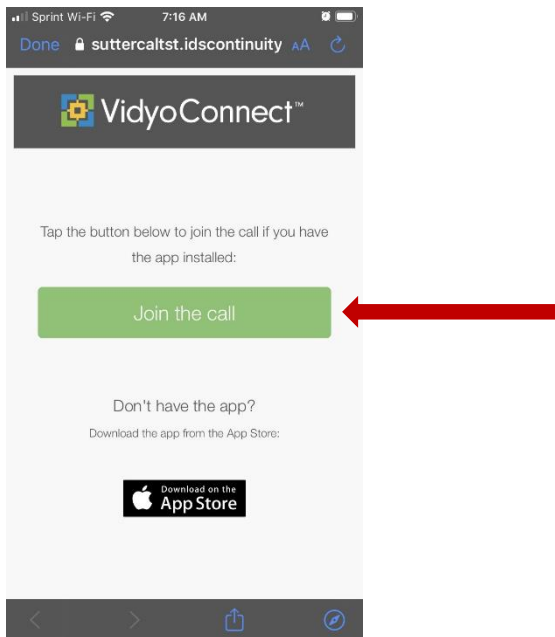 Sprint Wi-Fi 7:16 AM
Done suttercaltst.idscontinuity AA
VidyoConnect™
Tap the button below to join the call if you have
the app installed:
Join the call
Don't have the app?
Download the app from the App Store:
Download on the
App Store